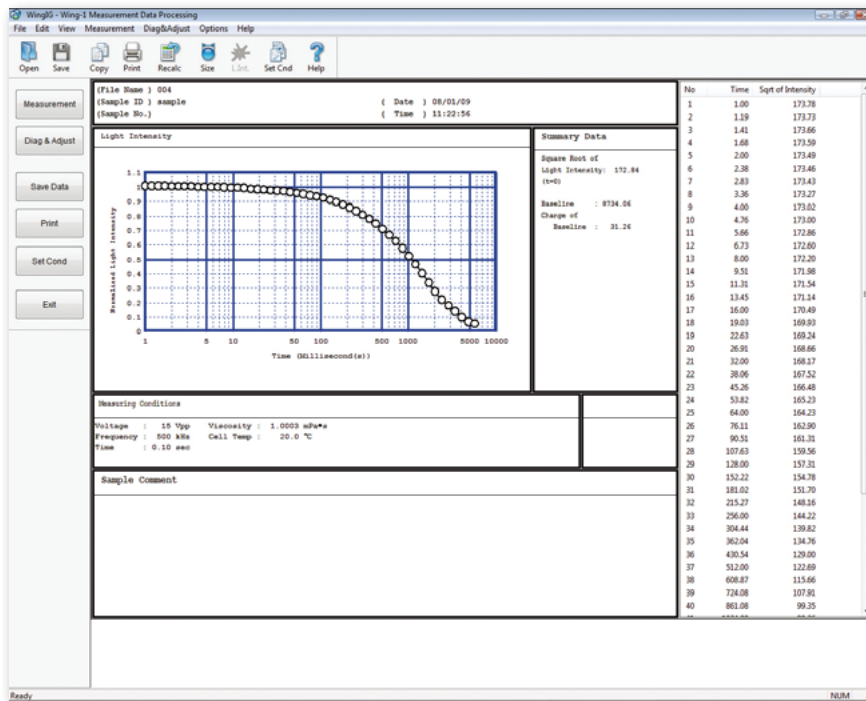 WingIG - Wing-1 Measurement Data Processing
File Edit View Measurement Diag&Adjust Options Help
Open Save Copy Print Recalc Size L.Int. Set Cnd Help
Measurement
Diag & Adjust
Save Data
Print
Set Cond
Exit
(File Name ) 004
(Sample ID ) sample ( Date ) 08/01/09
(Sample No.) ( Time ) 11:22:56
Light Intensity
Normalized Light Intensity
1.1
1
0.9
0.8
0.7
0.6
0.5
0.4
0.3
0.2
0.1
0
1 5 10 50 100 500 1000 5000 10000
Time (Millisecond(s))
Summary Data
Square Root of
Light Intensity: 172.84
(t=0)
Baseline : 8734.06
Change of
Baseline : 31.26
Measuring Conditions
Voltage : 15 Vpp Viscosity : 1.0003 mPa*s
Frequency : 500 kHz Cell Temp : 20.0 ℃
Time : 0.10 sec
Sample Comment
No Time Sqrt of Intensity
1 1.00 173.78
2 1.19 173.73
3 1.41 173.66
4 1.68 173.59
5 2.00 173.49
6 2.38 173.46
7 2.83 173.43
8 3.36 173.27
9 4.00 173.02
10 4.76 173.00
11 5.66 172.86
12 6.73 172.60
13 8.00 172.20
14 9.51 171.98
15 11.31 171.54
16 13.45 171.14
17 16.00 170.49
18 19.03 169.93
19 22.63 169.24
20 26.91 168.66
21 32.00 168.17
22 38.06 167.52
23 45.26 166.48
24 53.82 165.23
25 64.00 164.23
26 76.11 162.90
27 90.51 161.31
28 107.63 159.56
29 128.00 157.31
30 152.22 154.78
31 181.02 151.70
32 215.27 148.16
33 256.00 144.22
34 304.44 139.82
35 362.04 134.76
36 430.54 129.00
37 512.00 122.69
38 608.87 115.66
39 724.08 107.91
40 861.08 99.35
Ready NUM